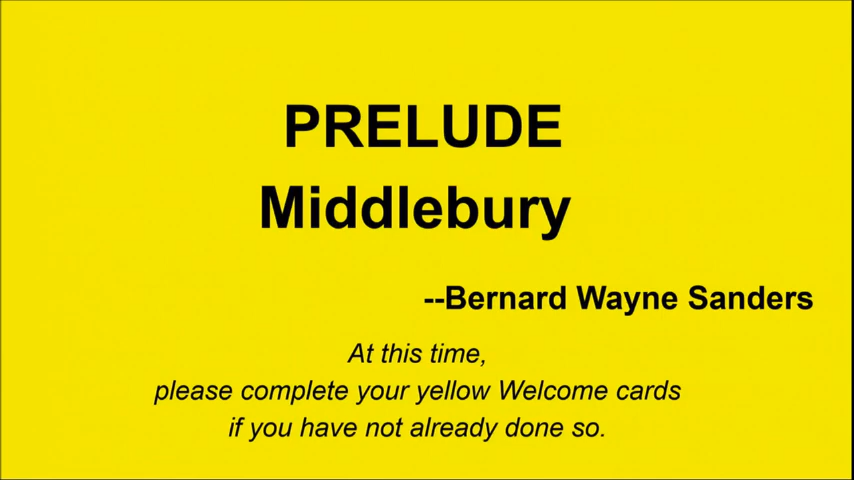 PRELUDE
Middlebury
--Bernard Wayne Sanders
At this time,
please complete your yellow Welcome cards
if you have not already done so.